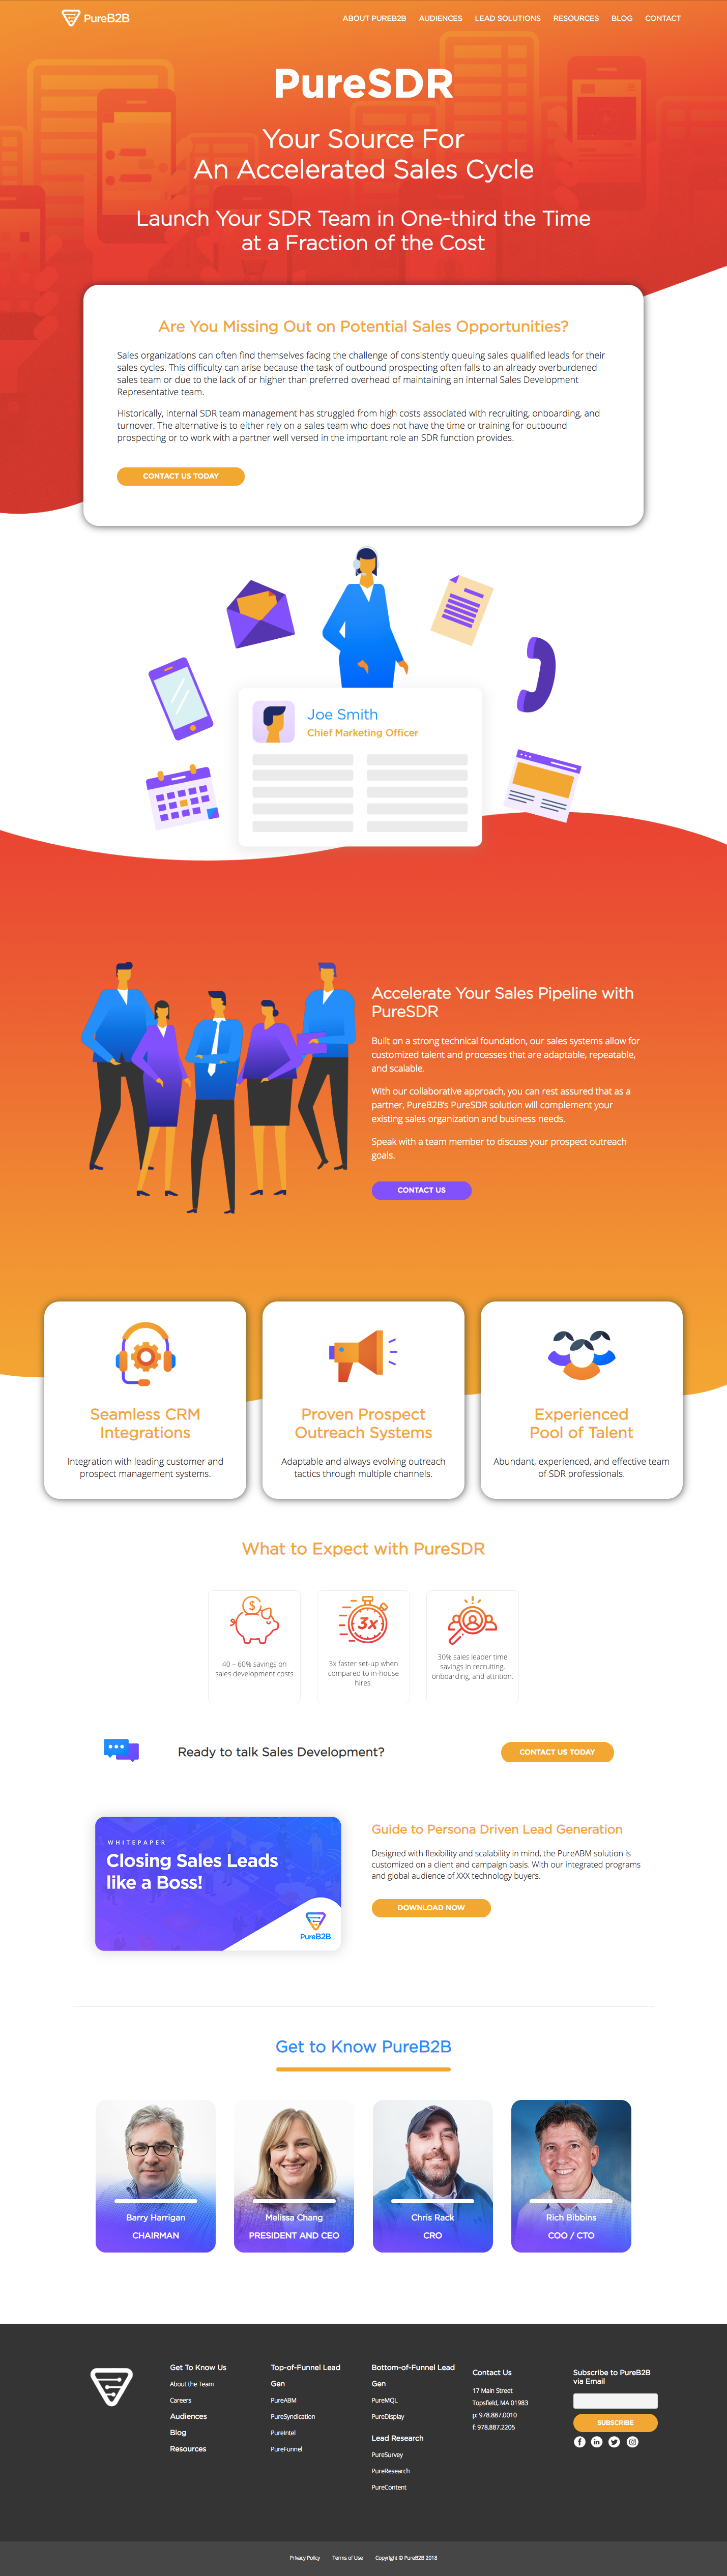 PureB2B
ABOUT PUREB2B AUDIENCES LEAD SOLUTIONS RESOURCES BLOG CONTACT
PureSDR
Your Source For
An Accelerated Sales Cycle
Launch Your SDR Team in One-third the Time
at a Fraction of the Cost
Are You Missing Out on Potential Sales Opportunities?
Sales organizations can often find themselves facing the challenge of consistently queuing sales qualified leads for their
sales cycles. This difficulty can arise because the task of outbound prospecting often falls to an already overburdened
sales team or due to the lack of or higher than preferred overhead of maintaining an internal Sales Development
Representative team.
Historically, internal SDR team management has struggled from high costs associated with recruiting, onboarding, and
turnover. The alternative is to either rely on a sales team who does not have the time or training for outbound
prospecting or to work with a partner well versed in the important role an SDR function provides.
CONTACT US TODAY
Joe Smith
Chief Marketing Officer
Accelerate Your Sales Pipeline with
PureSDR
Built on a strong technical foundation, our sales systems allow for
customized talent and processes that are adaptable, repeatable,
and scalable.
With our collaborative approach, you can rest assured that as a
partner, PureB2B's PureSDR solution will complement your
existing sales organization and business needs.
Speak with a team member to discuss your prospect outreach
goals.
CONTACT US
Seamless CRM
Integrations
Integration with leading customer and
prospect management systems.
Proven Prospect
Outreach Systems
Adaptable and always evolving outreach
tactics through multiple channels.
Experienced
Pool of Talent
Abundant, experienced, and effective team
of SDR professionals.
What to Expect with PureSDR
$
40 – 60% savings on
sales development costs
3x
3x faster set-up when
compared to in-house
hires.
30% sales leader time
savings in recruiting,
onboarding, and attrition.
Ready to talk Sales Development?
CONTACT US TODAY
WHITEPAPER
Closing Sales Leads
like a Boss!
PureB2B
Guide to Persona Driven Lead Generation
Designed with flexibility and scalability in mind, the PureABM solution is
customized on a client and campaign basis. With our integrated programs
and global audience of XXX technology buyers.
DOWNLOAD NOW
Get to Know PureB2B
Barry Harrigan
CHAIRMAN
Melissa Chang
PRESIDENT AND CEO
Chris Rack
CRO
Rich Bibbins
COO / CTO
Get To Know Us
About the Team
Careers
Audiences
Blog
Resources
Top-of-Funnel Lead
Gen
PureABM
PureSyndication
PureIntel
PureFunnel
Bottom-of-Funnel Lead
Gen
PureMQL
PureDisplay
Lead Research
PureSurvey
PureResearch
PureContent
Contact Us
17 Main Street
Topsfield, MA 01983
p: 978.887.0010
f: 978.887.2205
Subscribe to PureB2B
via Email
SUBSCRIBE
Privacy Policy Terms of Use Copyright © PureB2B 2018